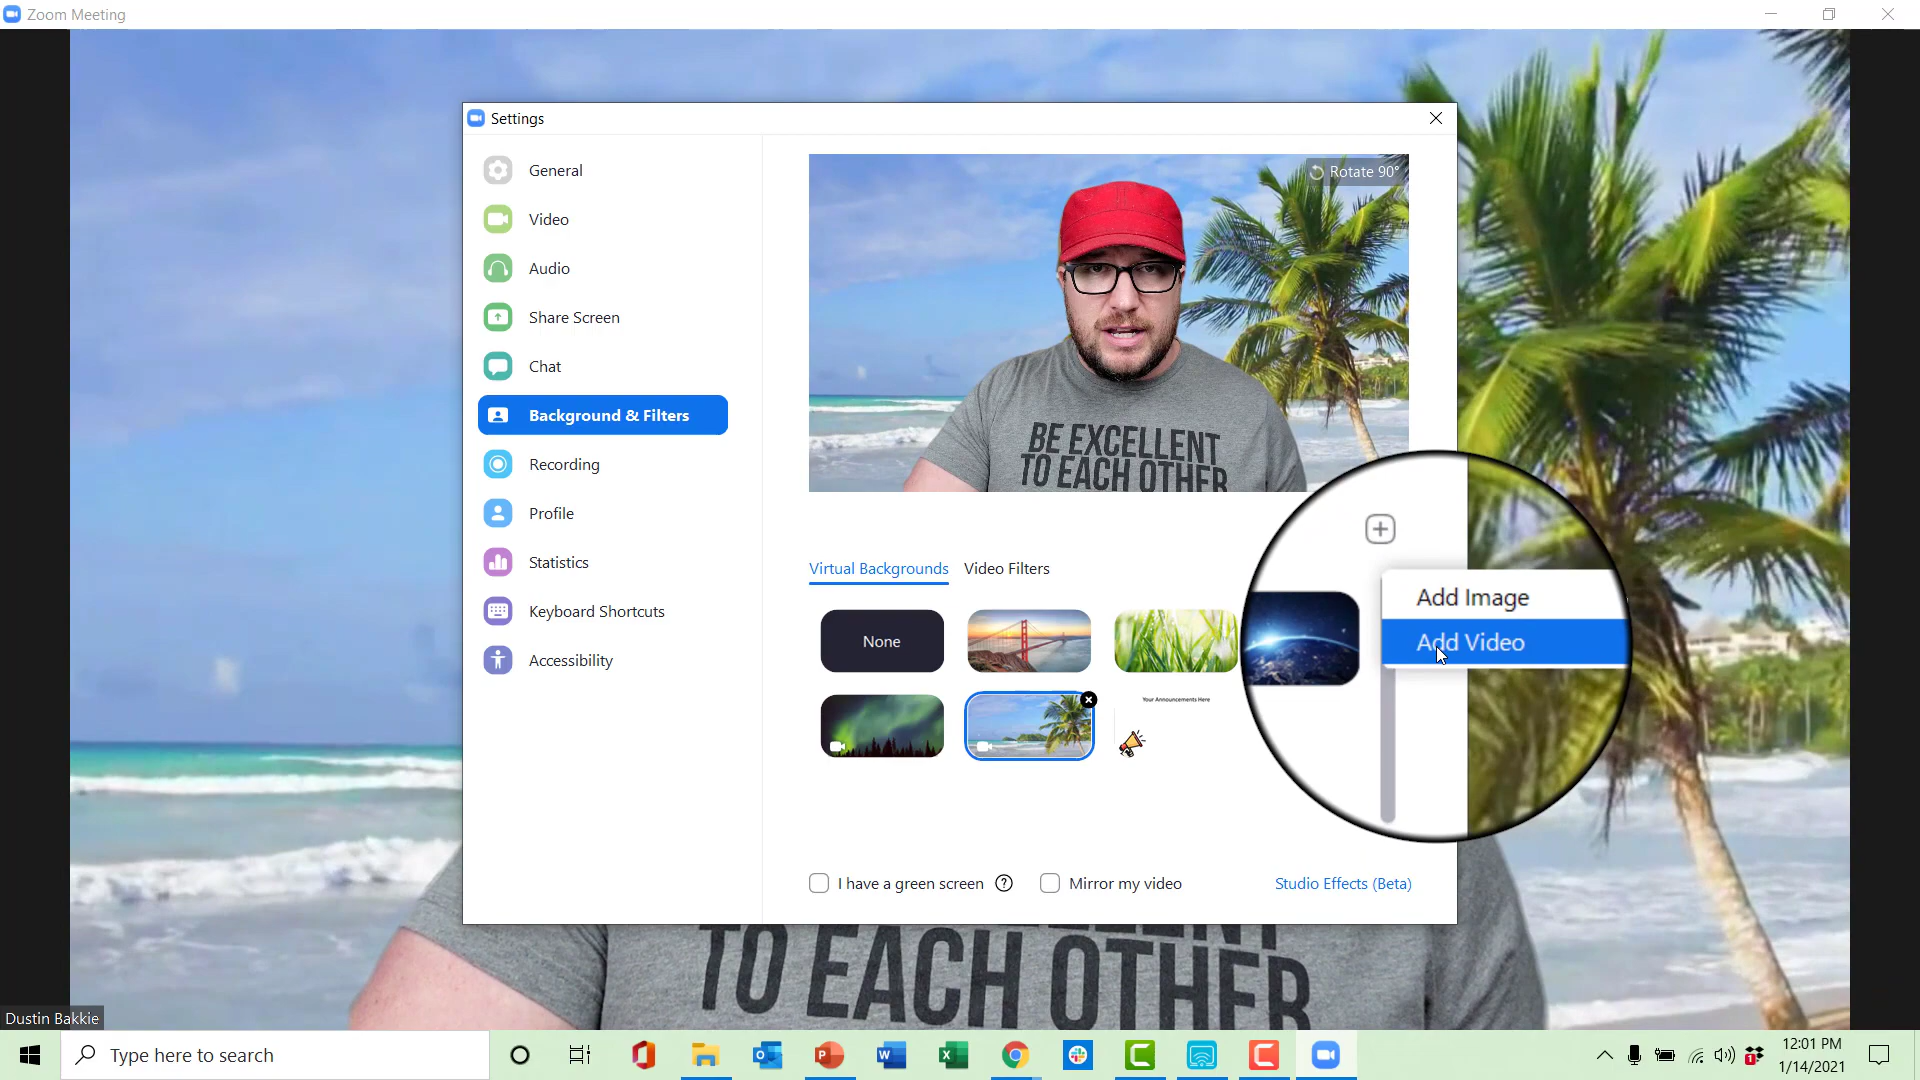 Zoom Meeting
Settings
General
Video
Audio
Share Screen
Chat
Background & Filters
Recording
Profile
Statistics
Keyboard Shortcuts
Accessibility
Rotate 90°
BE EXCELLENT
TO EACH OTHER
Virtual Backgrounds
Video Filters
None
Your Announcements Here
Add Image
Add Video
I have a green screen
Mirror my video
Studio Effects (Beta)
TO EACH OTHER
Dustin Bakkie
Type here to search
12:01 PM
1/14/2021